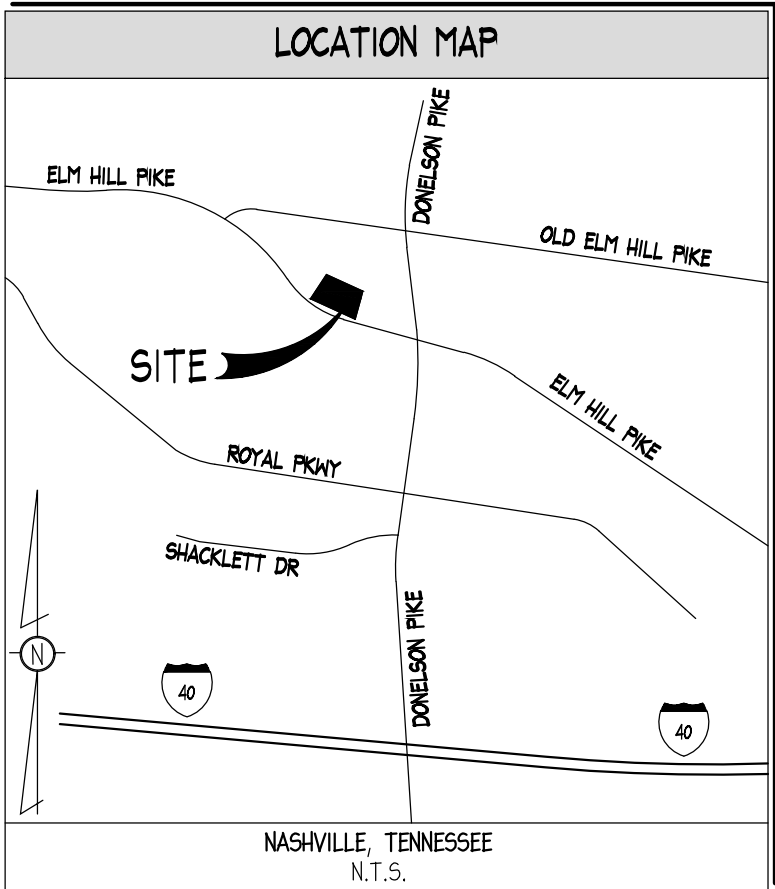 LOCATION MAP
DONELSON PIKE
ELM HILL PIKE
OLD ELM HILL PIKE
SITE
ELM HILL PIKE
ROYAL PKWY
SHACKLETT DR
DONELSON PIKE
N
40
40
NASHVILLE, TENNESSEE
N.T.S.